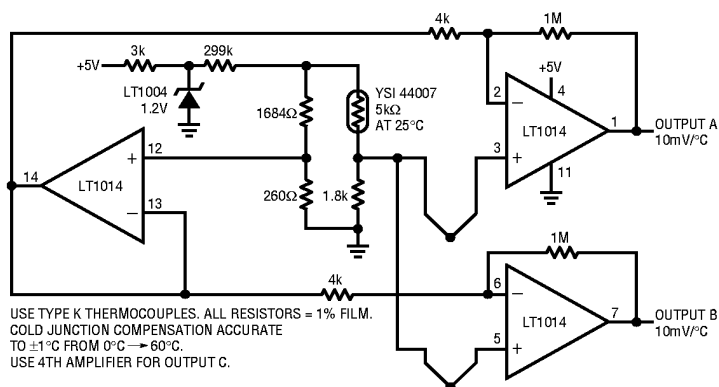 4k
1M
3k
299k
+5V
+5V
LT1004
1.2V
1684Ω
YSI 44007
5kΩ
AT 25°C
2
4
−
LT1014
1
OUTPUT A
10mV/°C
3
+
11
12
+
14
LT1014
−
13
260Ω
1.8k
1M
4k
6
−
LT1014
7
OUTPUT B
10mV/°C
5
+
USE TYPE K THERMOCOUPLES. ALL RESISTORS = 1% FILM.
COLD JUNCTION COMPENSATION ACCURATE
TO ±1°C FROM 0°C → 60°C.
USE 4TH AMPLIFIER FOR OUTPUT C.